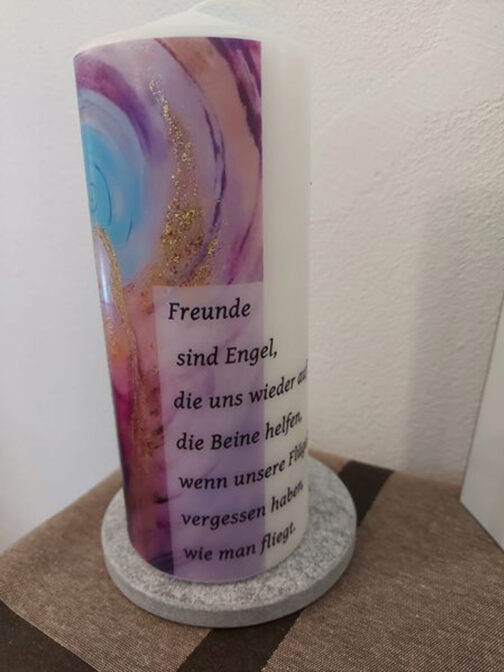 Freunde
sind Engel,
die uns wieder
die Beine helfen,
wenn unsere
vergessen haben,
wie man fliegt.